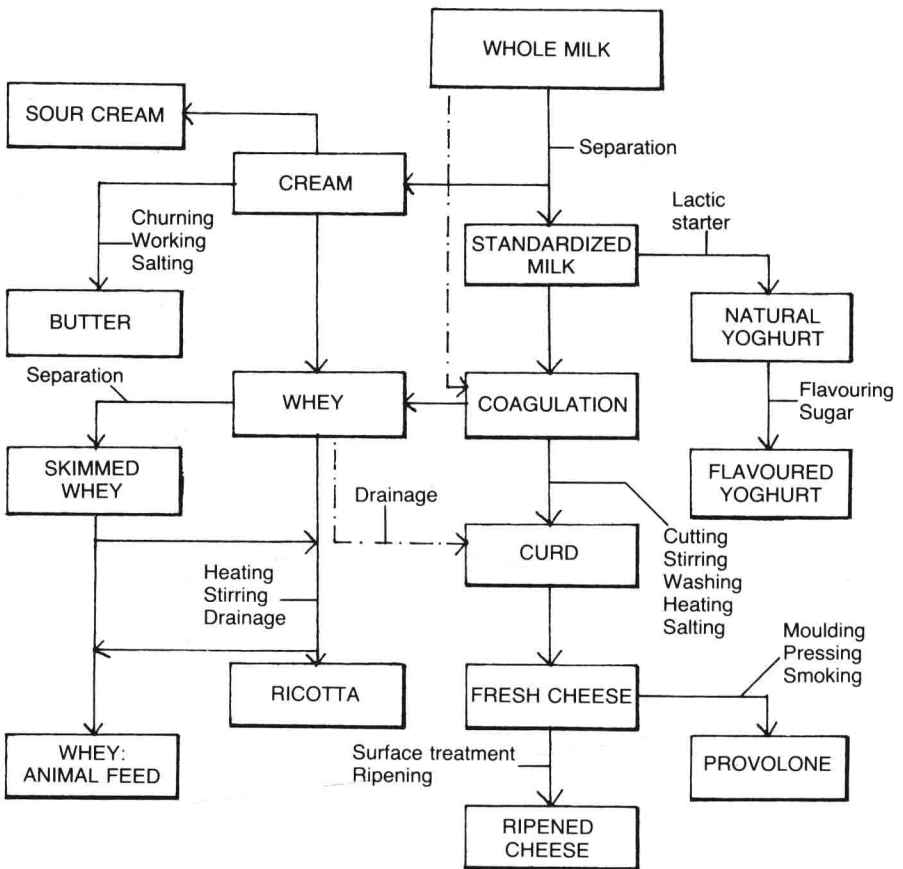 WHOLE MILK
SOUR CREAM
Separation
CREAM
Lactic
starter
Churning
Working
Salting
STANDARDIZED
MILK
BUTTER
NATURAL
YOGHURT
Separation
WHEY
COAGULATION
Flavouring
Sugar
SKIMMED
WHEY
FLAVOURED
YOGHURT
Drainage
CURD
Cutting
Stirring
Washing
Heating
Salting
Heating
Stirring
Drainage
Moulding
Pressing
Smoking
RICOTTA
FRESH CHEESE
WHEY:
ANIMAL FEED
Surface treatment
Ripening
PROVOLONE
RIPENED
CHEESE